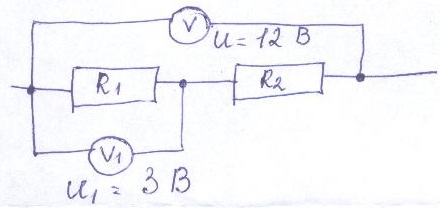 V
U = 12 В
R1
R2
V1
U1 = 3 В